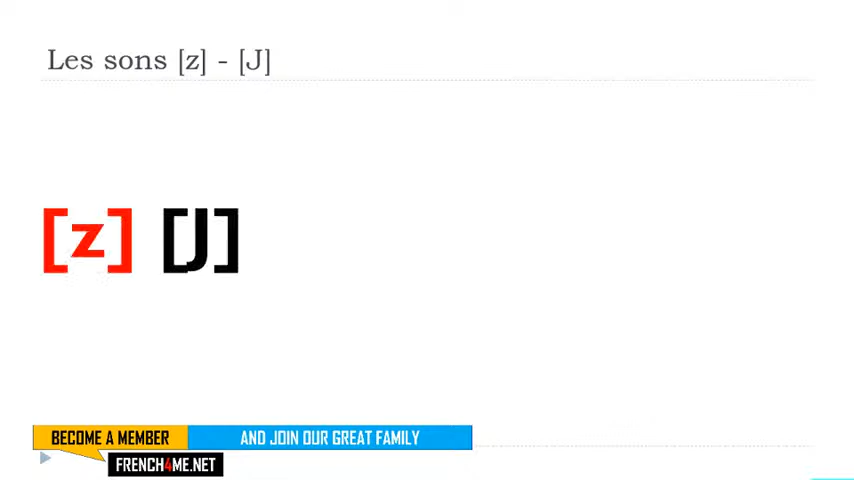 Les sons [z] - [J]
[z] [J]
BECOME A MEMBER AND JOIN OUR GREAT FAMILY
FRENCH4ME.NET